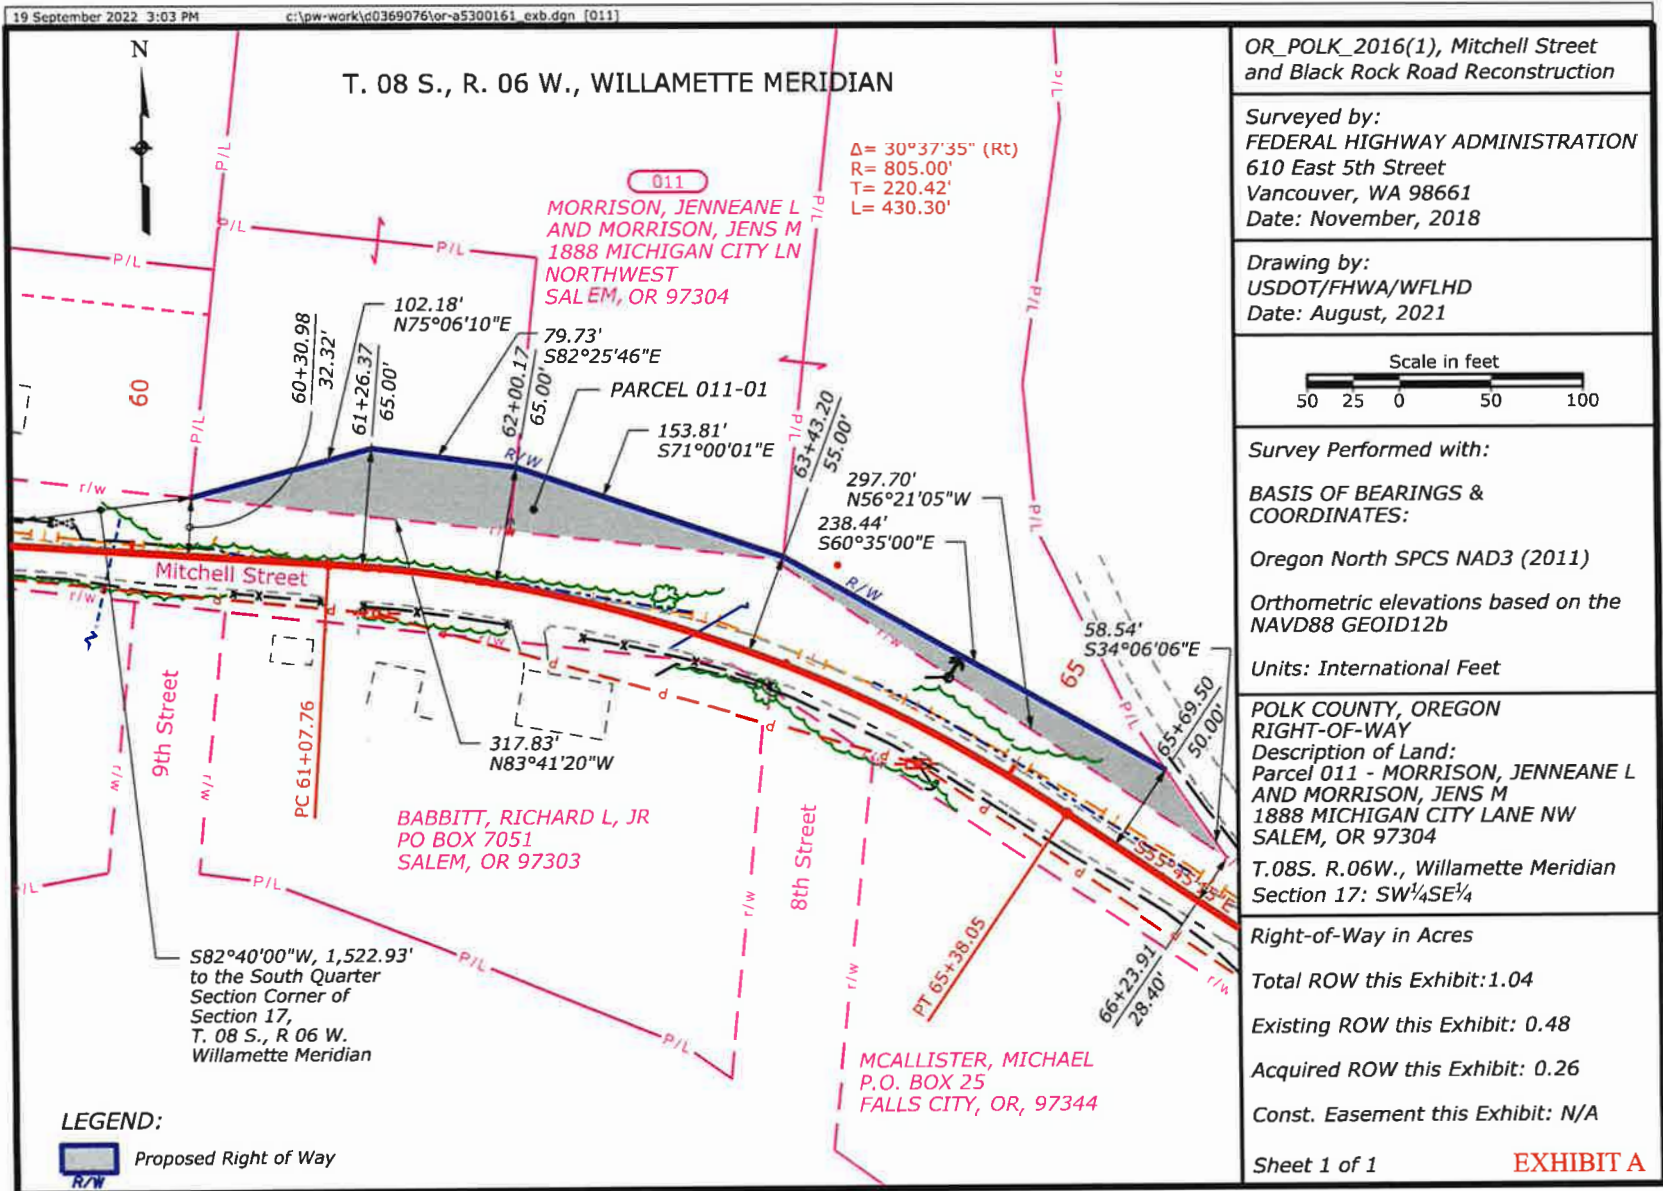 19 September 2022 3:03 PM
c:\pw-work\d0369076\or-a5300161_exb.dgn [011]
N
T. 08 S., R. 06 W., WILLAMETTE MERIDIAN
Δ= 30°37'35" (Rt)
R= 805.00'
T= 220.42'
L= 430.30'
011
MORRISON, JENNEANE L
AND MORRISON, JENS M
1888 MICHIGAN CITY LN
NORTHWEST
SALEM, OR 97304
P/L
P/L
P/L
P/L
P/L
P/L
P/L
P/L
P/L
P/L
P/L
P/L
60
60+30.98
32.32'
102.18'
N75°06'10"E
61+26.37
65.00'
79.73'
S82°25'46"E
62+00.17
65.00'
PARCEL 011-01
153.81'
S71°00'01"E
63+43.20
55.00'
297.70'
N56°21'05"W
238.44'
S60°35'00"E
58.54'
S34°06'06"E
65
65+69.50
50.00'
R/W
R/W
r/w
r/w
r/w
Mitchell Street
r/w
r/w
9th Street
r/w
r/w
PC 61+07.76
317.83'
N83°41'20"W
BABBITT, RICHARD L, JR
PO BOX 7051
SALEM, OR 97303
8th Street
r/w
r/w
r/w
S55°45'15"E
PT 65+38.05
66+23.91
28.40'
P/L
P/L
P/L
S82°40'00"W, 1,522.93'
to the South Quarter
Section Corner of
Section 17,
T. 08 S., R 06 W.
Willamette Meridian
MCALLISTER, MICHAEL
P.O. BOX 25
FALLS CITY, OR, 97344
LEGEND:
Proposed Right of Way
R/W
OR_POLK_2016(1), Mitchell Street
and Black Rock Road Reconstruction
Surveyed by:
FEDERAL HIGHWAY ADMINISTRATION
610 East 5th Street
Vancouver, WA 98661
Date: November, 2018
Drawing by:
USDOT/FHWA/WFLHD
Date: August, 2021
Scale in feet
50 25 0 50 100
Survey Performed with:
BASIS OF BEARINGS &
COORDINATES:
Oregon North SPCS NAD3 (2011)
Orthometric elevations based on the
NAVD88 GEOID12b
Units: International Feet
POLK COUNTY, OREGON
RIGHT-OF-WAY
Description of Land:
Parcel 011 - MORRISON, JENNEANE L
AND MORRISON, JENS M
1888 MICHIGAN CITY LANE NW
SALEM, OR 97304
T.08S. R.06W., Willamette Meridian
Section 17: SW¼SE¼
Right-of-Way in Acres
Total ROW this Exhibit:1.04
Existing ROW this Exhibit: 0.48
Acquired ROW this Exhibit: 0.26
Const. Easement this Exhibit: N/A
Sheet 1 of 1
EXHIBIT A